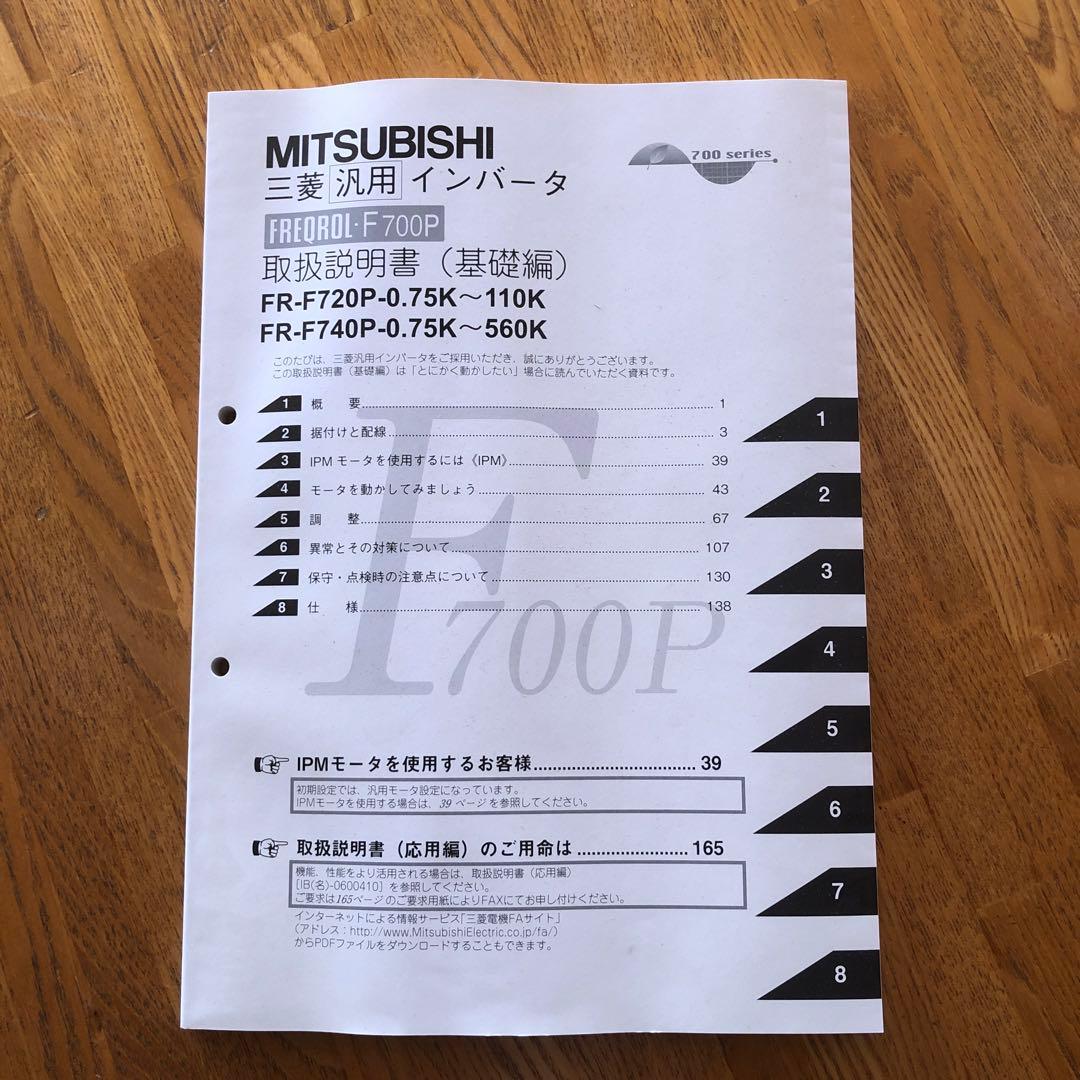 MITSUBISHI
700 series
三菱 汎用 インバータ
FREQROL-F700P
取扱説明書（基礎編）
FR-F720P-0.75K～110K
FR-F740P-0.75K～560K
このたびは、三菱汎用インバータをご採用いただき、誠にありがとうございます。
この取扱説明書（基礎編）は「とにかく動かしたい」場合に読んでいただく資料です。
1 概　要 1
2 据付けと配線 3
3 IPM モータを使用するには《IPM》 39
4 モータを動かしてみましょう 43
5 調　整 67
6 異常とその対策について 107
7 保守・点検時の注意点について 130
8 仕　様 138
F700P
1
2
3
4
5
6
7
8
IPMモータを使用するお客様 39
初期設定では、汎用モータ設定になっています。
IPMモータを使用する場合は、39 ページを参照してください。
取扱説明書（応用編）のご用命は 165
機能、性能をより活用される場合は、取扱説明書（応用編）
[IB(名)-0600410] を参照してください。
ご要求は165ページのご要求用紙によりFAXにてお申し付けください。
インターネットによる情報サービス「三菱電機FAサイト」
（アドレス：http://www.MitsubishiElectric.co.jp/fa/）
からPDFファイルをダウンロードすることもできます。